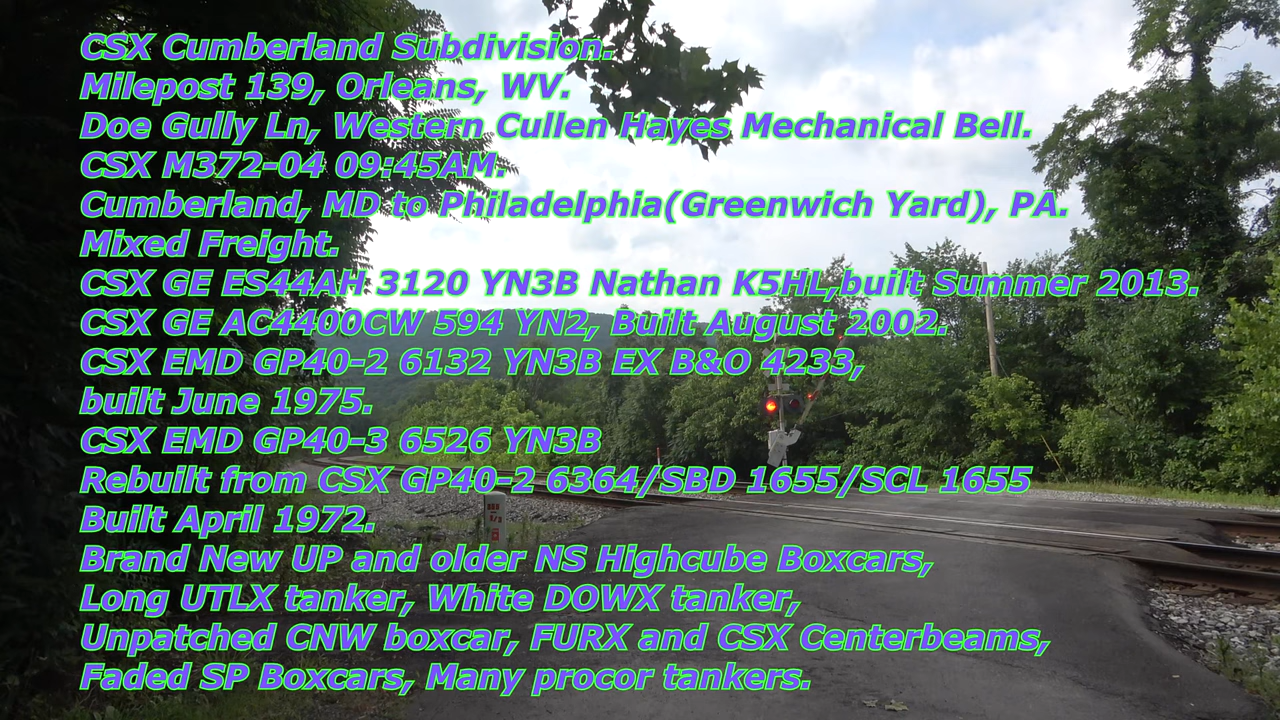 CSX Cumberland Subdivision.
Milepost 139, Orleans, WV.
Doe Gully Ln, Western Cullen Hayes Mechanical Bell.
CSX M372-04 09:45AM.
Cumberland, MD to Philadelphia(Greenwich Yard), PA.
Mixed Freight.
CSX GE ES44AH 3120 YN3B Nathan K5HL,built Summer 2013.
CSX GE AC4400CW 594 YN2, Built August 2002.
CSX EMD GP40-2 6132 YN3B EX B&O 4233,
built June 1975.
CSX EMD GP40-3 6526 YN3B
Rebuilt from CSX GP40-2 6364/SBD 1655/SCL 1655
Built April 1972.
Brand New UP and older NS Highcube Boxcars,
Long UTLX tanker, White DOWX tanker,
Unpatched CNW boxcar, FURX and CSX Centerbeams,
Faded SP Boxcars, Many procor tankers.